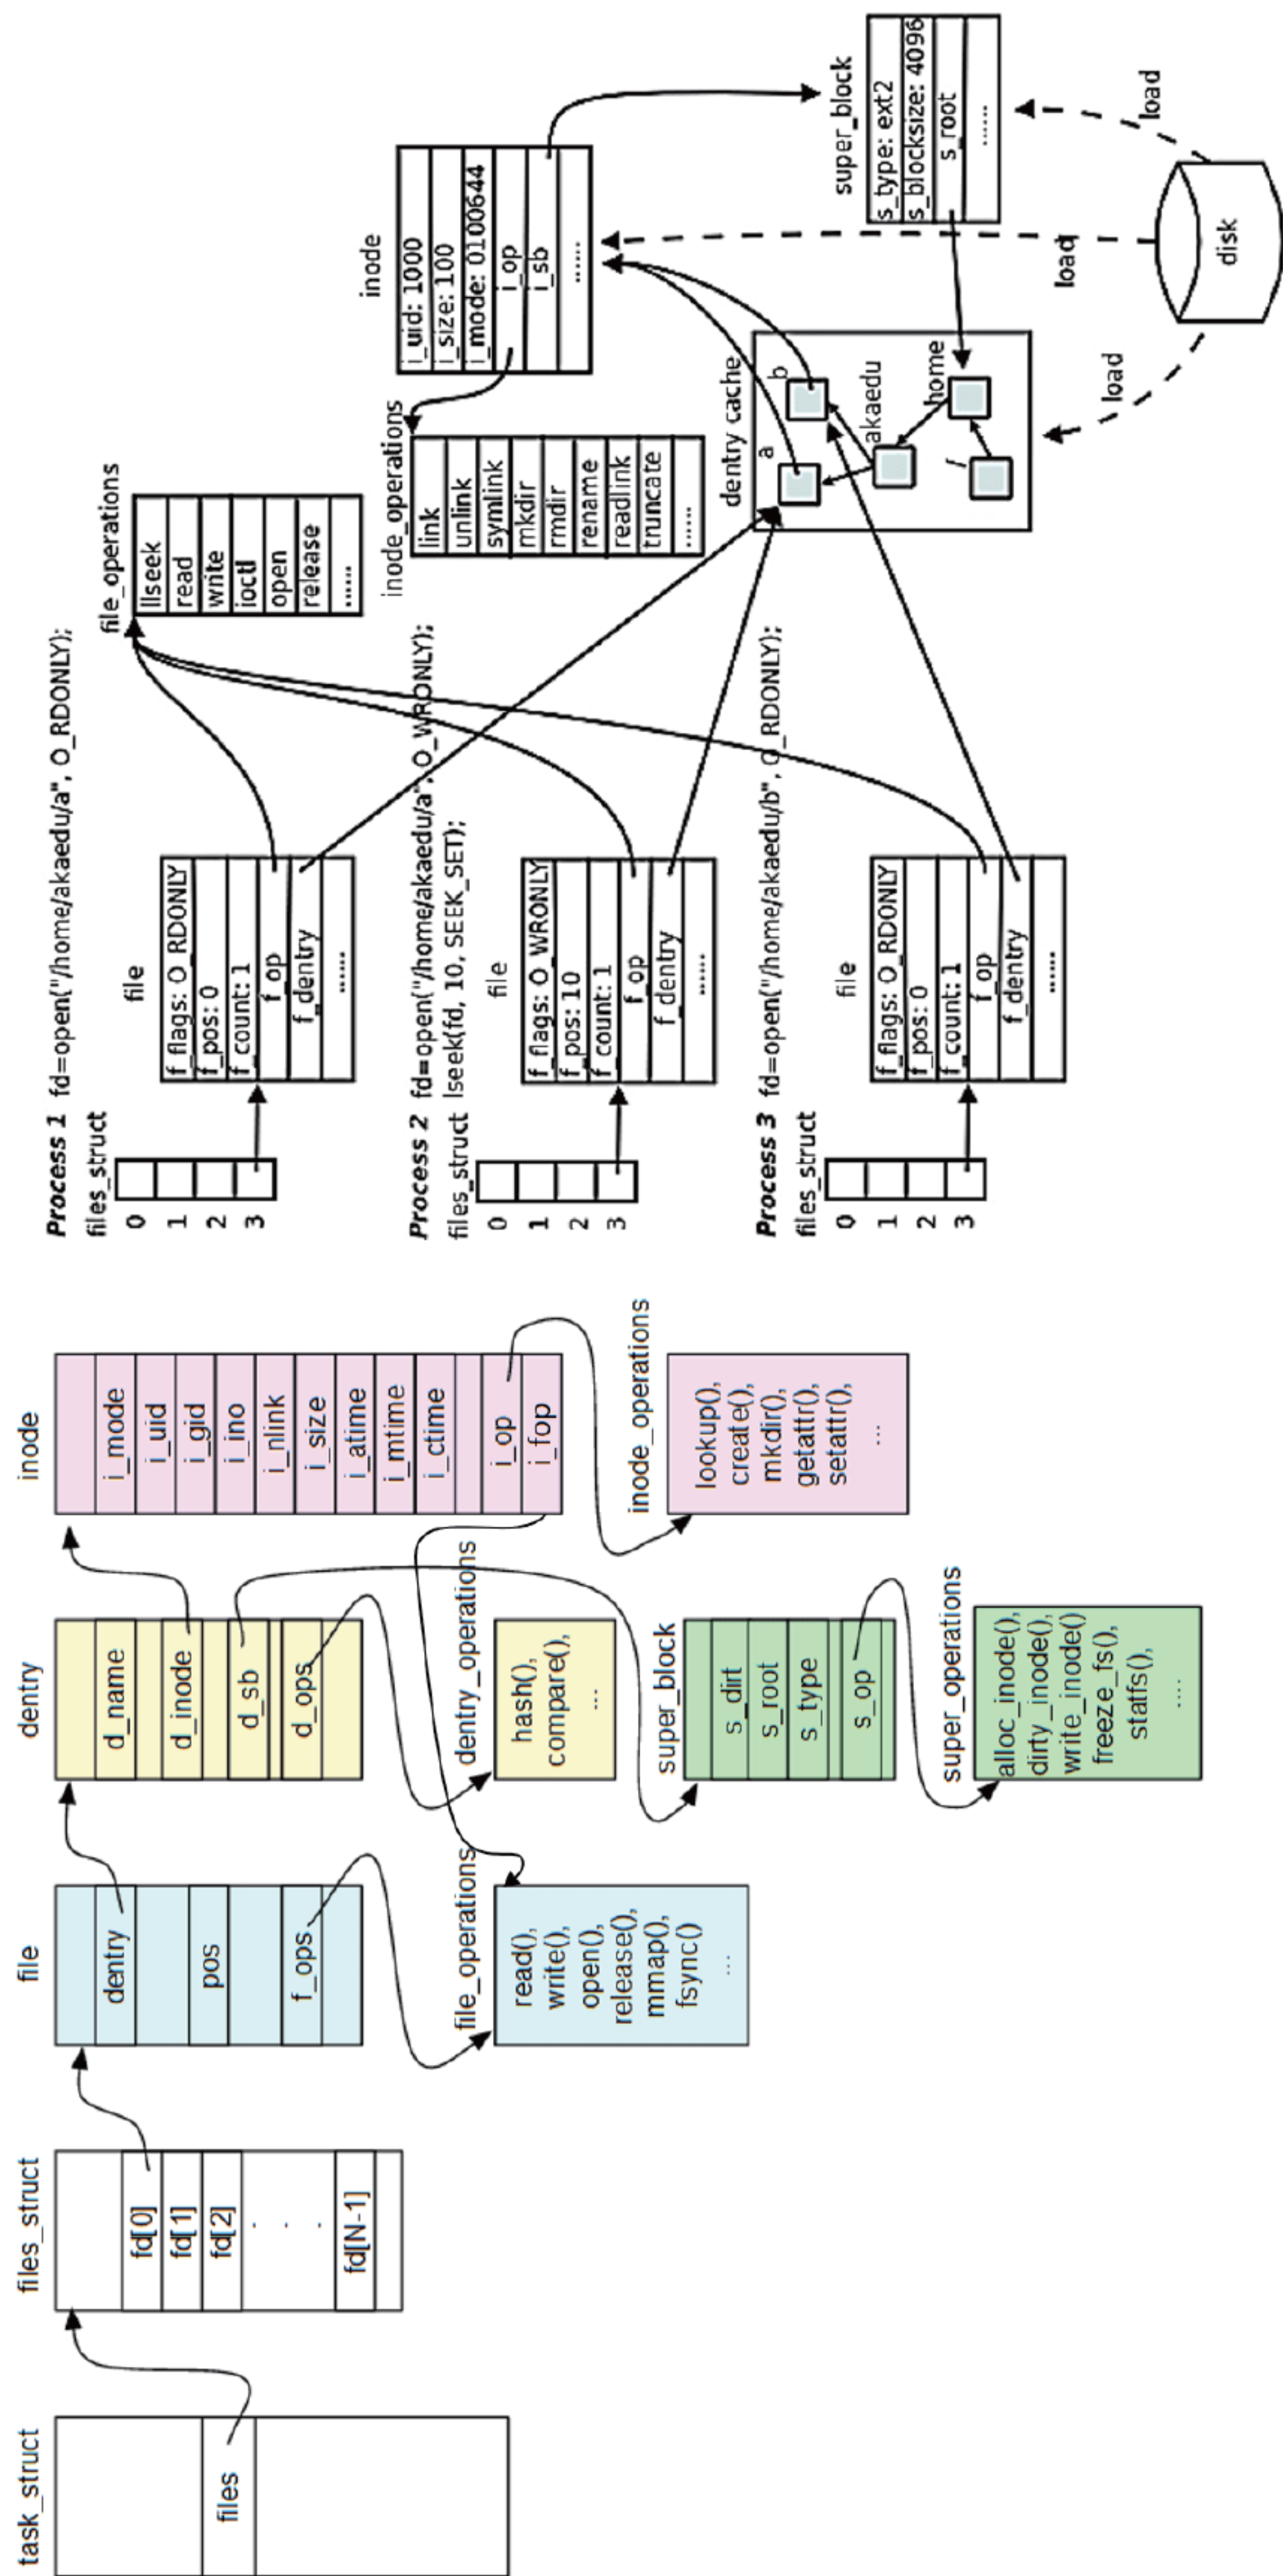 task_struct
files
files_struct
fd[0]
fd[1]
fd[2]
.
.
.
fd[N-1]
file
dentry
pos
f_ops
file_operations
read(),
write(),
open(),
release(),
mmap(),
fsync()
...
dentry
d_name
d_inode
d_sb
d_ops
dentry_operations
hash(),
compare(),
...
super_block
s_dirt
s_root
s_type
s_op
super_operations
alloc_inode(),
dirty_inode(),
write_inode()
freeze_fs(),
statfs(),
....
inode
i_mode
i_uid
i_gid
i_ino
i_nlink
i_size
i_atime
i_mtime
i_ctime
i_op
i_fop
inode_operations
lookup(),
create(),
mkdir(),
getattr(),
setattr(),
...
Process 1 fd=open("/home/akaedu/a", O_RDONLY);
files_struct
0
1
2
3
file
f_flags: O_RDONLY
f_pos: 0
f_count: 1
f_op
f_dentry
......
Process 2 fd=open("/home/akaedu/a", O_WRONLY);
files_struct lseek(fd, 10, SEEK_SET);
0
1
2
3
file
f_flags: O_WRONLY
f_pos: 10
f_count: 1
f_op
f_dentry
......
Process 3 fd=open("/home/akaedu/b", O_RDONLY);
files_struct
0
1
2
3
file
f_flags: O_RDONLY
f_pos: 0
f_count: 1
f_op
f_dentry
......
file_operations
llseek
read
write
ioctl
open
release
......
inode_operations
link
unlink
symlink
mkdir
rmdir
rename
readlink
truncate
......
inode
i_uid: 1000
i_size: 100
i_mode: 0100644
i_op
i_sb
......
dentry cache
a
b
akaedu
/
home
super_block
s_type: ext2
s_blocksize: 4096
s_root
......
load
load
load
disk